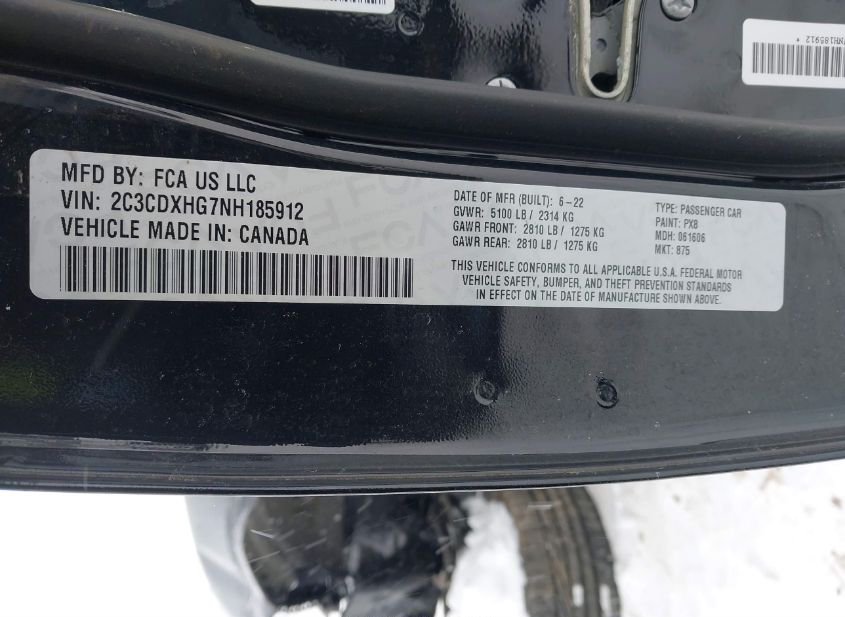 NH185912 *
MFD BY: FCA US LLC
VIN: 2C3CDXHG7NH185912
VEHICLE MADE IN: CANADA
DATE OF MFR (BUILT): 6-22
GVWR: 5100 LB / 2314 KG
GAWR FRONT: 2810 LB / 1275 KG
GAWR REAR: 2810 LB / 1275 KG
TYPE: PASSENGER CAR
PAINT: PX8
MDH: 061606
MKT: 875
THIS VEHICLE CONFORMS TO ALL APPLICABLE U.S.A. FEDERAL MOTOR
VEHICLE SAFETY, BUMPER, AND THEFT PREVENTION STANDARDS
IN EFFECT ON THE DATE OF MANUFACTURE SHOWN ABOVE.